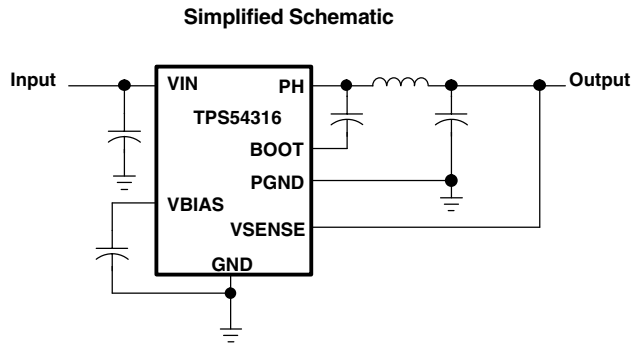 Simplified Schematic
Input
VIN
PH
Output
TPS54316
BOOT
PGND
VBIAS
VSENSE
GND